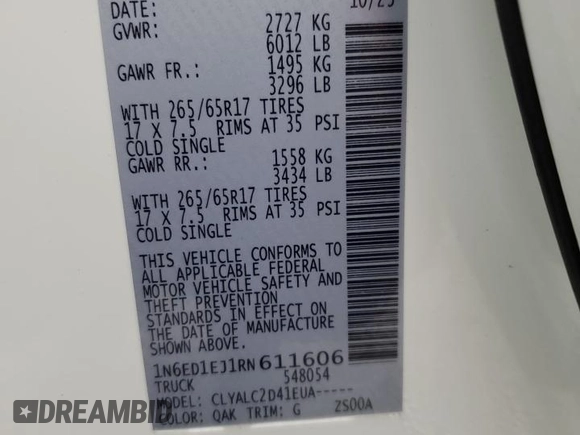 DATE: 10/23
GVWR: 2727 KG
6012 LB
GAWR FR.: 1495 KG
3296 LB
WITH 265/65R17 TIRES
17 X 7.5 RIMS AT 35 PSI
COLD SINGLE
GAWR RR.: 1558 KG
3434 LB
WITH 265/65R17 TIRES
17 X 7.5 RIMS AT 35 PSI
COLD SINGLE
THIS VEHICLE CONFORMS TO
ALL APPLICABLE FEDERAL
MOTOR VEHICLE SAFETY AND
THEFT PREVENTION
STANDARDS IN EFFECT ON
THE DATE OF MANUFACTURE
SHOWN ABOVE.
1N6ED1EJ1RN611606
TRUCK 548054
MODEL: CLYALC2D41EUA-----
COLOR: QAK TRIM: G 2S00A
DREAMBID